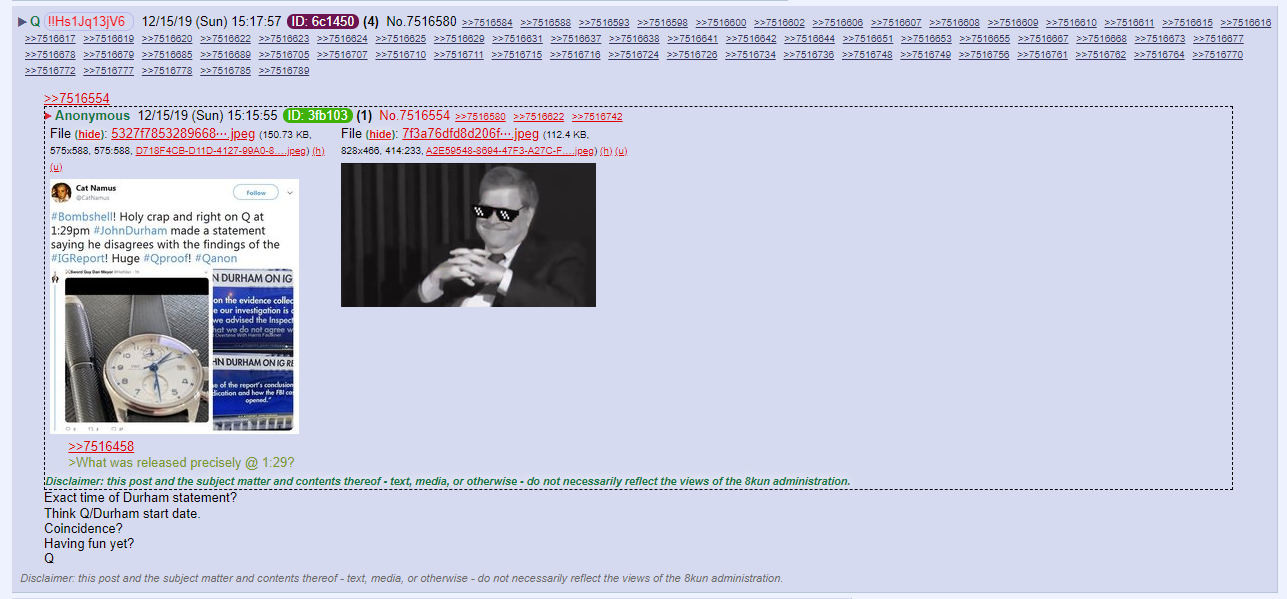 ▶ Q !!Hs1Jq13jV6 12/15/19 (Sun) 15:17:57 ID: 6c1450 (4) No.7516580 >>7516584 >>7516588 >>7516593 >>7516598 >>7516600 >>7516602 >>7516606 >>7516607 >>7516608 >>7516609 >>7516610 >>7516611 >>7516615 >>7516616
>>7516617 >>7516619 >>7516620 >>7516622 >>7516623 >>7516624 >>7516625 >>7516629 >>7516631 >>7516637 >>7516638 >>7516641 >>7516642 >>7516644 >>7516651 >>7516653 >>7516655 >>7516667 >>7516668 >>7516673 >>7516677
>>7516678 >>7516679 >>7516685 >>7516689 >>7516705 >>7516707 >>7516710 >>7516711 >>7516715 >>7516716 >>7516724 >>7516726 >>7516734 >>7516736 >>7516748 >>7516749 >>7516756 >>7516761 >>7516762 >>7516764 >>7516770
>>7516772 >>7516777 >>7516778 >>7516785 >>7516789
>>7516554
Anonymous 12/15/19 (Sun) 15:15:55 ID: 3fb103 (1) No.7516554 >>7516580 >>7516622 >>7516742
File (hide): 5327f7853289668⋯.jpeg (150.73 KB,
575x588, 575:588, D718F4CB-D11D-4127-99A0-8….jpeg) (h)
(u)
File (hide): 7f3a76dfd8d206f⋯.jpeg (112.4 KB,
828x466, 414:233, A2E59548-8694-47F3-A27C-F….jpeg) (h) (u)
Cat Namus
@CatNamus
Follow
#Bombshell! Holy crap and right on Q at
1:29pm #JohnDurham made a statement
saying he disagrees with the findings of the
#IGReport! Huge #Qproof! #Qanon
N DURHAM ON IG
on the evidence collec
e our investigation is
we advised the Inspect
hat we do not agree w
Overtime With Harris Faulkner
HN DURHAM ON IG RE
e of the report's conclusion
dication and how the FBI ca
opened."
>>7516458
>What was released precisely @ 1:29?
Disclaimer: this post and the subject matter and contents thereof - text, media, or otherwise - do not necessarily reflect the views of the 8kun administration.
Exact time of Durham statement?
Think Q/Durham start date.
Coincidence?
Having fun yet?
Q
Disclaimer: this post and the subject matter and contents thereof - text, media, or otherwise - do not necessarily reflect the views of the 8kun administration.